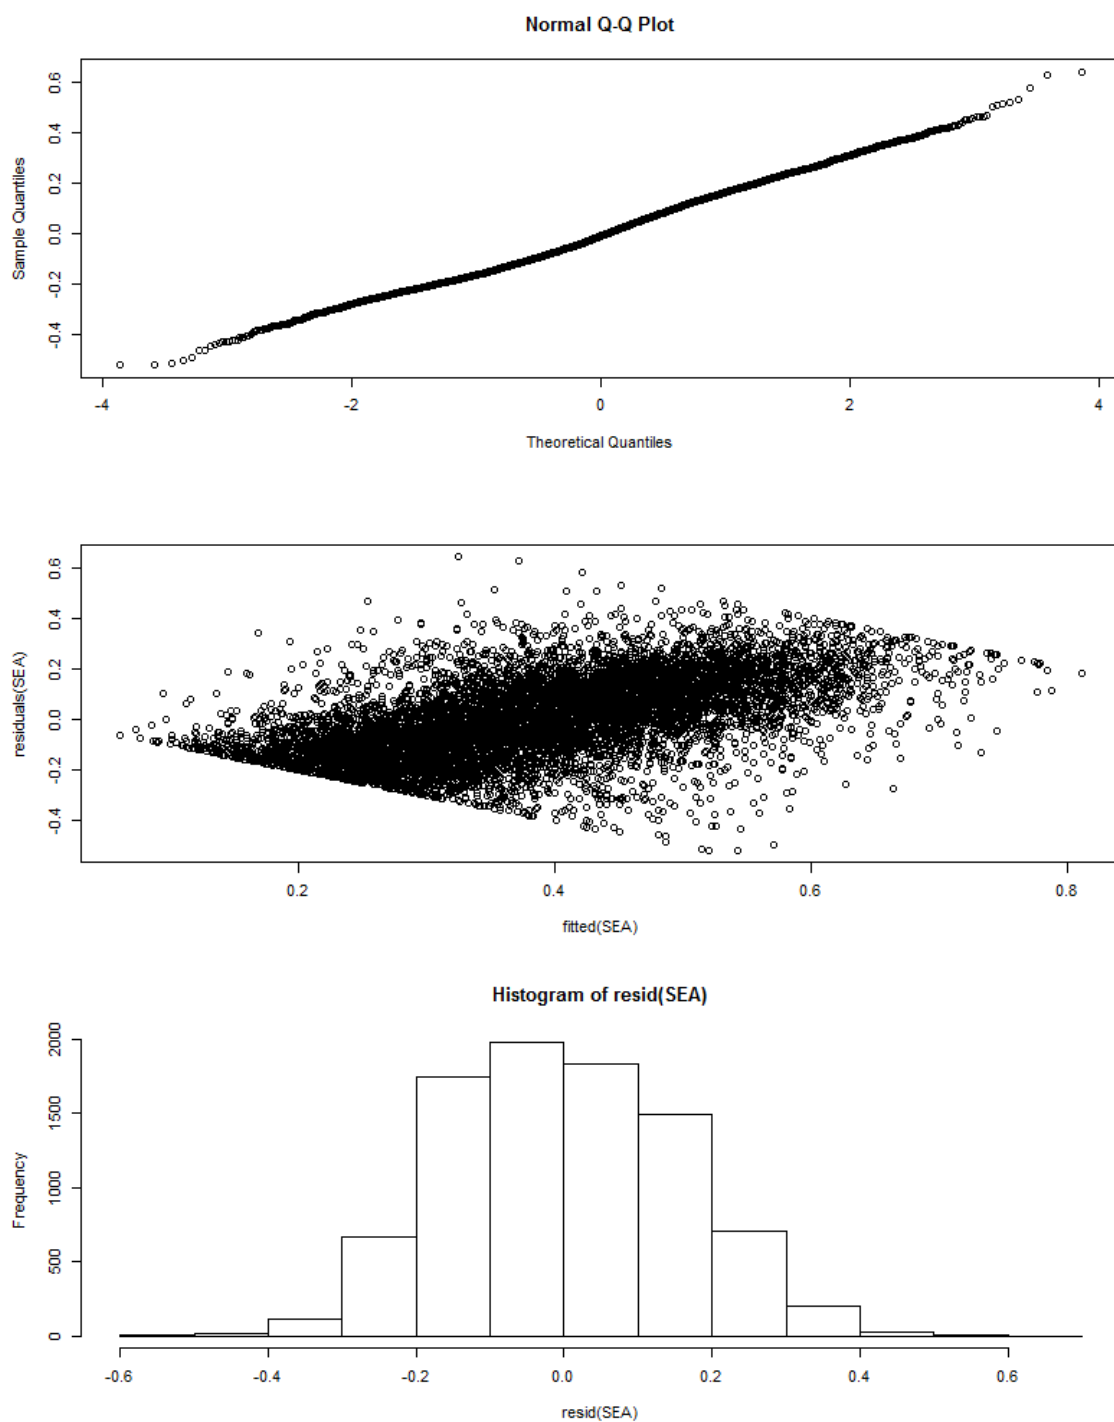 Normal Q-Q Plot
Sample Quantiles
0.6
0.4
0.2
0.0
-0.2
-0.4
-4 -2 0 2 4
Theoretical Quantiles
residuals(SEA)
0.6
0.4
0.2
0.0
-0.2
-0.4
0.2 0.4 0.6 0.8
fitted(SEA)
Histogram of resid(SEA)
Frequency
2000
1500
1000
500
0
-0.6 -0.4 -0.2 0.0 0.2 0.4 0.6
resid(SEA)